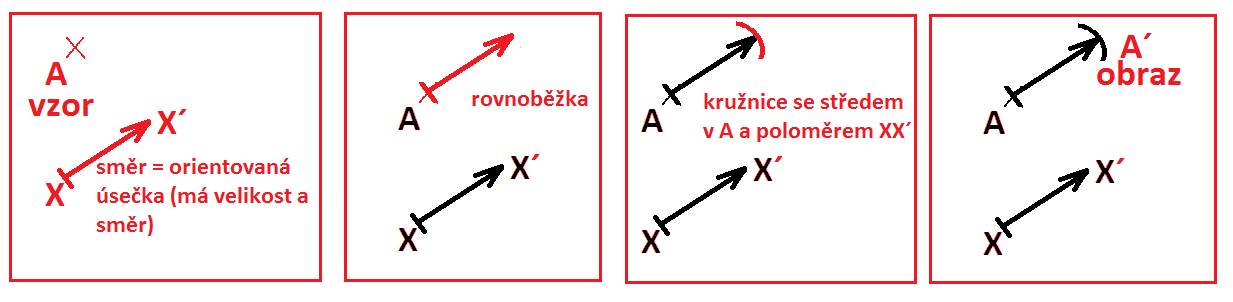 A
vzor
X´
X
směr = orientovaná
úsečka (má velikost a
směr)
A
rovnoběžka
X´
X
A
kružnice se středem
v A a poloměrem XX´
X´
X
A´
obraz
A
X´
X